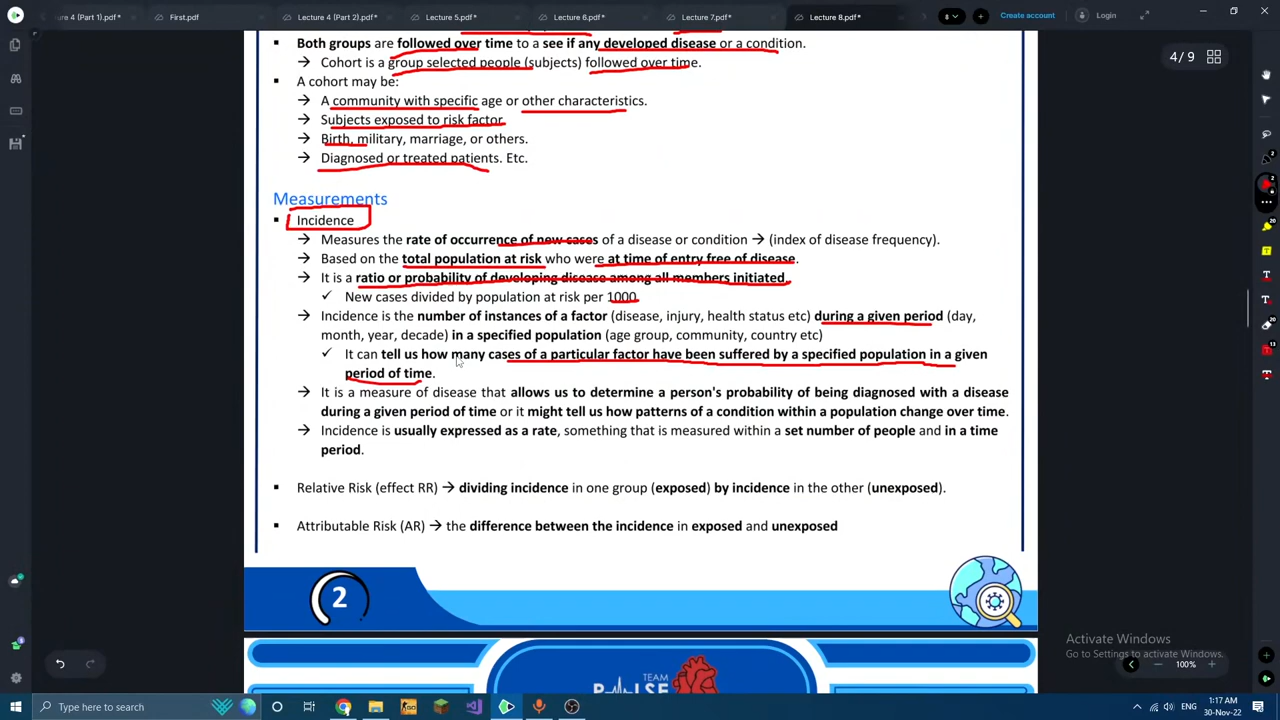 4 (Part 1).pdf*
First.pdf
Lecture 4 (Part 2).pdf*
Lecture 5.pdf*
Lecture 6.pdf*
Lecture 7.pdf*
Lecture 8.pdf*
8
Create account
Login
4/9
Both groups are followed over time to a see if any developed disease or a condition.
→ Cohort is a group selected people (subjects) followed over time.
A cohort may be:
→ A community with specific age or other characteristics.
→ Subjects exposed to risk factor
→ Birth, military, marriage, or others.
→ Diagnosed or treated patients. Etc.
Measurements
Incidence
→ Measures the rate of occurrence of new cases of a disease or condition → (index of disease frequency).
→ Based on the total population at risk who were at time of entry free of disease.
→ It is a ratio or probability of developing disease among all members initiated.
✓ New cases divided by population at risk per 1000
→ Incidence is the number of instances of a factor (disease, injury, health status etc) during a given period (day,
month, year, decade) in a specified population (age group, community, country etc)
✓ It can tell us how many cases of a particular factor have been suffered by a specified population in a given
period of time.
→ It is a measure of disease that allows us to determine a person's probability of being diagnosed with a disease
during a given period of time or it might tell us how patterns of a condition within a population change over time.
→ Incidence is usually expressed as a rate, something that is measured within a set number of people and in a time
period.
Relative Risk (effect RR) → dividing incidence in one group (exposed) by incidence in the other (unexposed).
Attributable Risk (AR) → the difference between the incidence in exposed and unexposed
2
TEAM
Activate Windows
Go to Settings to activate Windows.
100%
Type here to search
ENG
1:17 AM
30-Nov-22